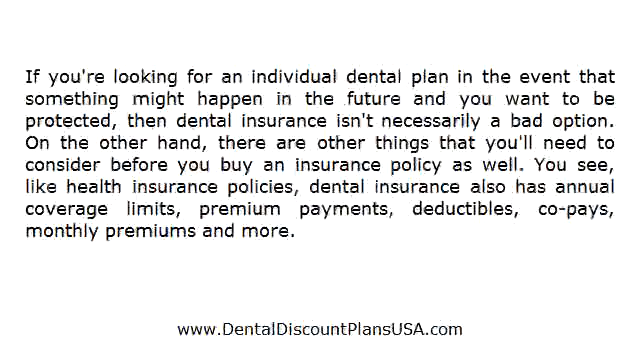 If you're looking for an individual dental plan in the event that
something might happen in the future and you want to be
protected, then dental insurance isn't necessarily a bad option.
On the other hand, there are other things that you'll need to
consider before you buy an insurance policy as well. You see,
like health insurance policies, dental insurance also has annual
coverage limits, premium payments, deductibles, co-pays,
monthly premiums and more.
www.DentalDiscountPlansUSA.com